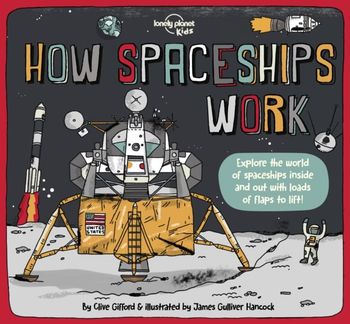 lonely planet
Kids
HOW SPACESHIPS
WORK
Explore the world
of spaceships inside
and out with loads
of flaps to lift!
UNITED
STATES
By Clive Gifford & illustrated by James Gulliver Hancock